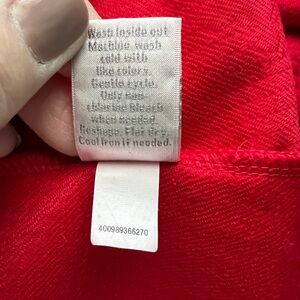 Wash inside out
Machine wash
cold with
like colors.
Gentle cycle.
Only non
chlorine bleach
when needed.
Reshape. Flat dry.
Cool iron if needed.
400989366270